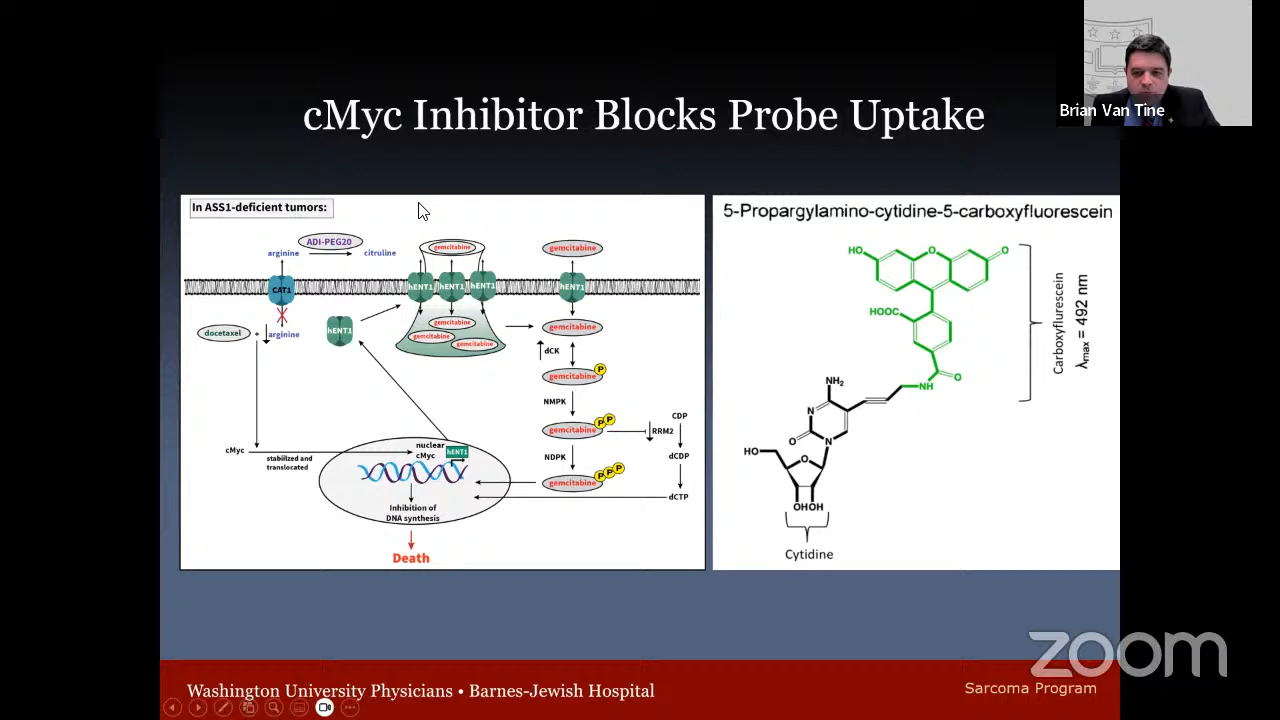 Brian Van Tine
cMyc Inhibitor Blocks Probe Uptake
In ASS1-deficient tumors:
ADI-PEG20
arginine
citruline
gemcitabine
gemcitabine
CAT1
hENT1
hENT1
hENT1
hENT1
docetaxel
+
arginine
hENT1
gemcitabine
gemcitabine
gemcitabine
gemcitabine
dCK
gemcitabine
P
NMPK
gemcitabine
P P
CDP
RRM2
dCDP
NDPK
gemcitabine
P P P
dCTP
cMyc
stabilized and
translocated
nuclear
cMyc
hENT1
Inhibition of
DNA synthesis
Death
5-Propargylamino-cytidine-5-carboxyfluorescein
HO
O
O
HOOC
O
NH
NH₂
N
O
N
HO
O
OHOH
Cytidine
Carboxyflurescein
λmax = 492 nm
zoom
Washington University Physicians • Barnes-Jewish Hospital
Sarcoma Program